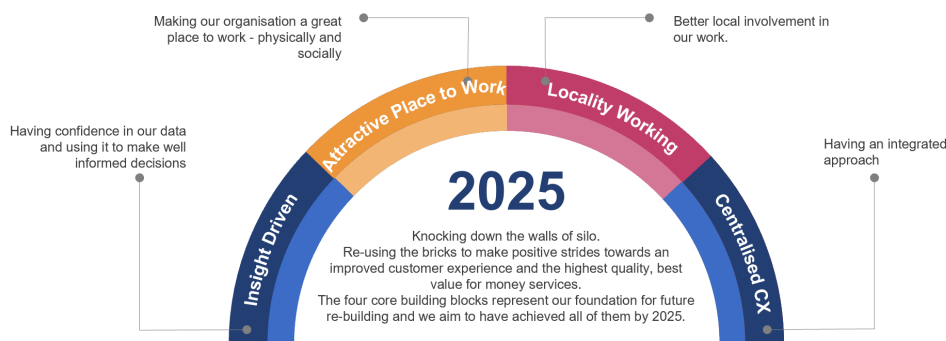 Making our organisation a great
place to work - physically and
socially
Better local involvement in
our work.
Having confidence in our data
and using it to make well
informed decisions
Having an integrated
approach
Insight Driven
Attractive Place to Work
Locality Working
Centralised CX
2025
Knocking down the walls of silo.
Re-using the bricks to make positive strides towards an
improved customer experience and the highest quality, best
value for money services.
The four core building blocks represent our foundation for future
re-building and we aim to have achieved all of them by 2025.